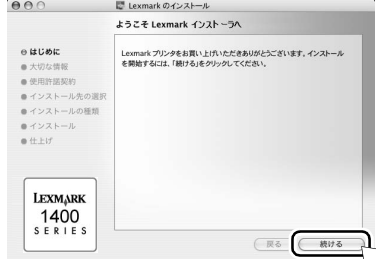 Lexmark のインストール
ようこそ Lexmark インストーラへ
はじめに
大切な情報
使用許諾契約
インストール先の選択
インストールの種類
インストール
仕上げ
Lexmark プリンタをお買い上げいただきありがとうございます。インストール
を開始するには、「続ける」をクリックしてください。
LEXMARK
1400
SERIES
戻る
続ける